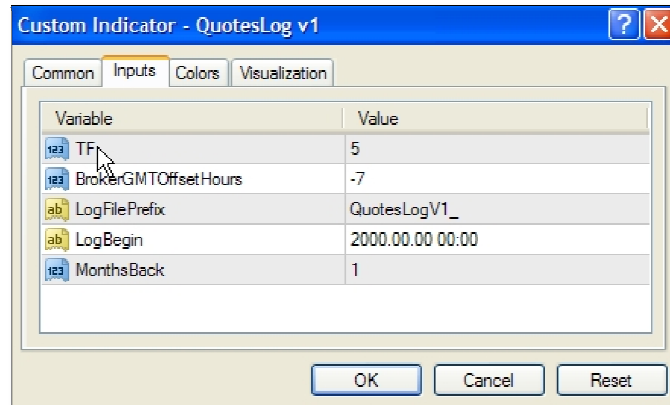 Custom Indicator - QuotesLog v1
Common Inputs Colors Visualization
Variable Value
123 TF 5
123 BrokerGMTOffsetHours -7
ab LogFilePrefix QuotesLogV1_
ab LogBegin 2000.00.00 00:00
123 MonthsBack 1
OK Cancel Reset